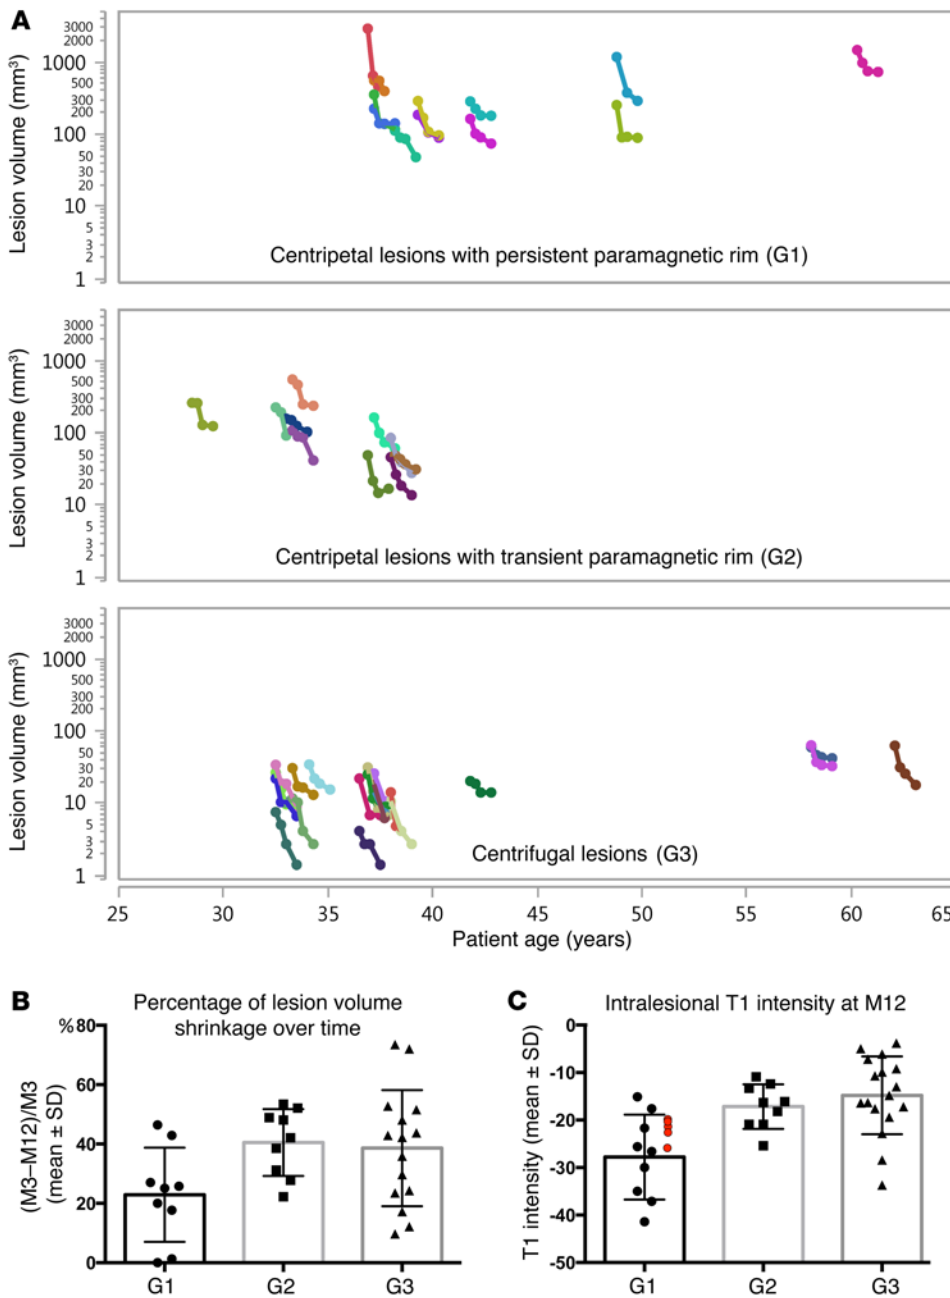 A
Lesion volume (mm³)
3000
2000
1000
500
300
200
100
50
30
20
10
5
3
2
1
Centripetal lesions with persistent paramagnetic rim (G1)
Lesion volume (mm³)
3000
2000
1000
500
300
200
100
50
30
20
10
5
3
2
1
Centripetal lesions with transient paramagnetic rim (G2)
Lesion volume (mm³)
3000
2000
1000
500
300
200
100
50
30
20
10
5
3
2
1
Centrifugal lesions (G3)
25 30 35 40 45 50 55 60 65
Patient age (years)
B
Percentage of lesion volume
shrinkage over time
(M3–M12)/M3
(mean ± SD)
% 80
60
40
20
0
G1 G2 G3
C
Intralesional T1 intensity at M12
T1 intensity (mean ± SD)
0
-10
-20
-30
-40
-50
G1 G2 G3